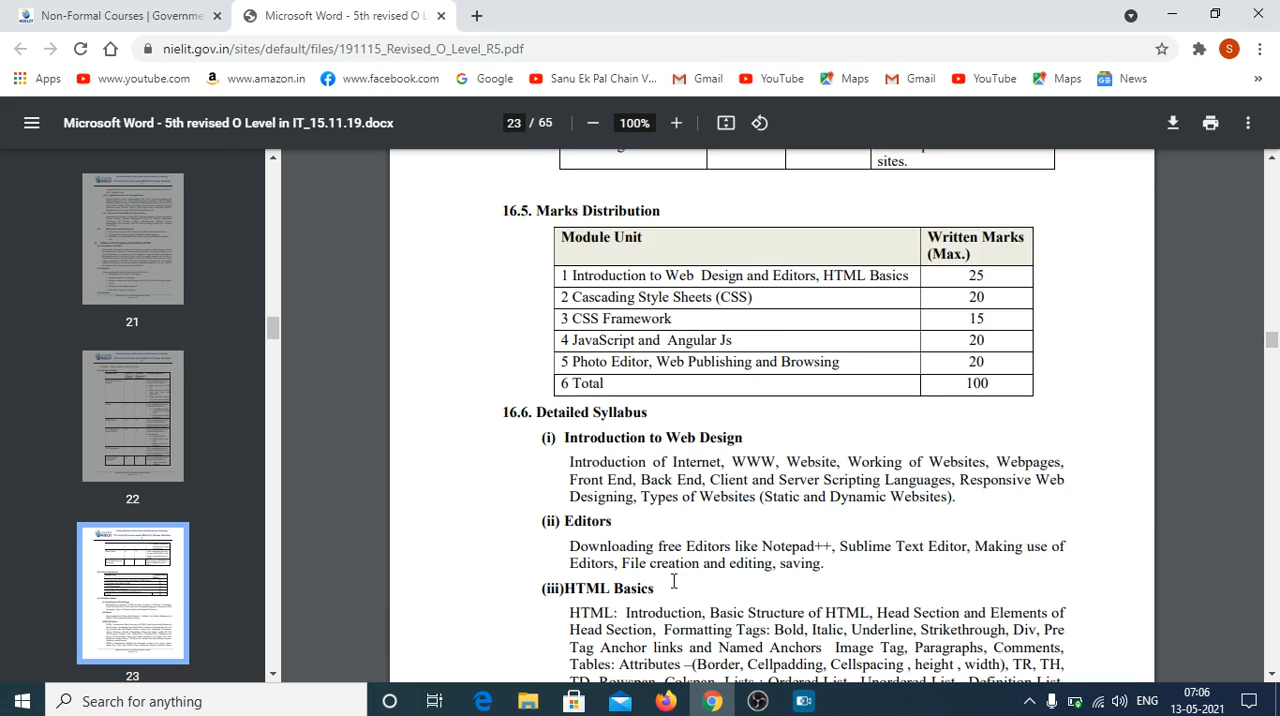 Non-Formal Courses | Governme
Microsoft Word - 5th revised O L
nielit.gov.in/sites/default/files/191115_Revised_O_Level_R5.pdf
S
Apps www.youtube.com www.amazon.in www.facebook.com Google Sanu Ek Pal Chain V... Gmail YouTube Maps Gmail YouTube Maps News »
Microsoft Word - 5th revised O Level in IT_15.11.19.docx
23 / 65
100%
21
22
23
sites.
16.5. Marks Distribution
Module Unit Written Marks
(Max.)
1 Introduction to Web Design and Editors, HTML Basics 25
2 Cascading Style Sheets (CSS) 20
3 CSS Framework 15
4 JavaScript and Angular Js 20
5 Photo Editor, Web Publishing and Browsing 20
6 Total 100
16.6. Detailed Syllabus
(i) Introduction to Web Design
Introduction of Internet, WWW, Website, Working of Websites, Webpages,
Front End, Back End, Client and Server Scripting Languages, Responsive Web
Designing, Types of Websites (Static and Dynamic Websites).
(ii) Editors
Downloading free Editors like Notepad++, Sublime Text Editor, Making use of
Editors, File creation and editing, saving.
(iii)HTML Basics
HTML: Introduction, Basic Structure of HTML, Head Section and Elements of
Head Section, Formatting Tags: Bold, Italic, Underline, Strikethrough, Div, Pre
Tag Anchor links and Named Anchors Image Tag, Paragraphs, Comments,
Tables: Attributes –(Border, Cellpadding, Cellspacing , height , width), TR, TH,
TD, Rowspan, Colspan Lists : Ordered List , Unordered List , Definition List,
Search for anything
ENG
07:06
13-05-2021